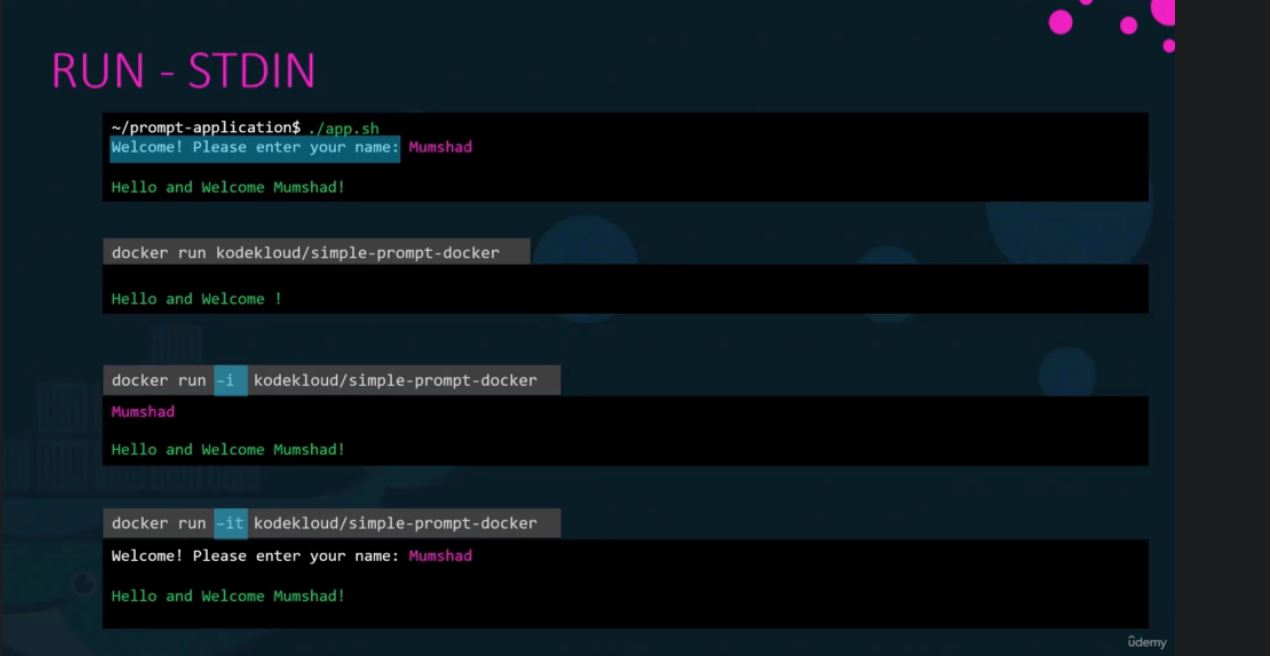 RUN - STDIN
~/prompt-application$ ./app.sh
Welcome! Please enter your name: Mumshad
Hello and Welcome Mumshad!
docker run kodekloud/simple-prompt-docker
Hello and Welcome !
docker run -i kodekloud/simple-prompt-docker
Mumshad
Hello and Welcome Mumshad!
docker run -it kodekloud/simple-prompt-docker
Welcome! Please enter your name: Mumshad
Hello and Welcome Mumshad!
ûdemy